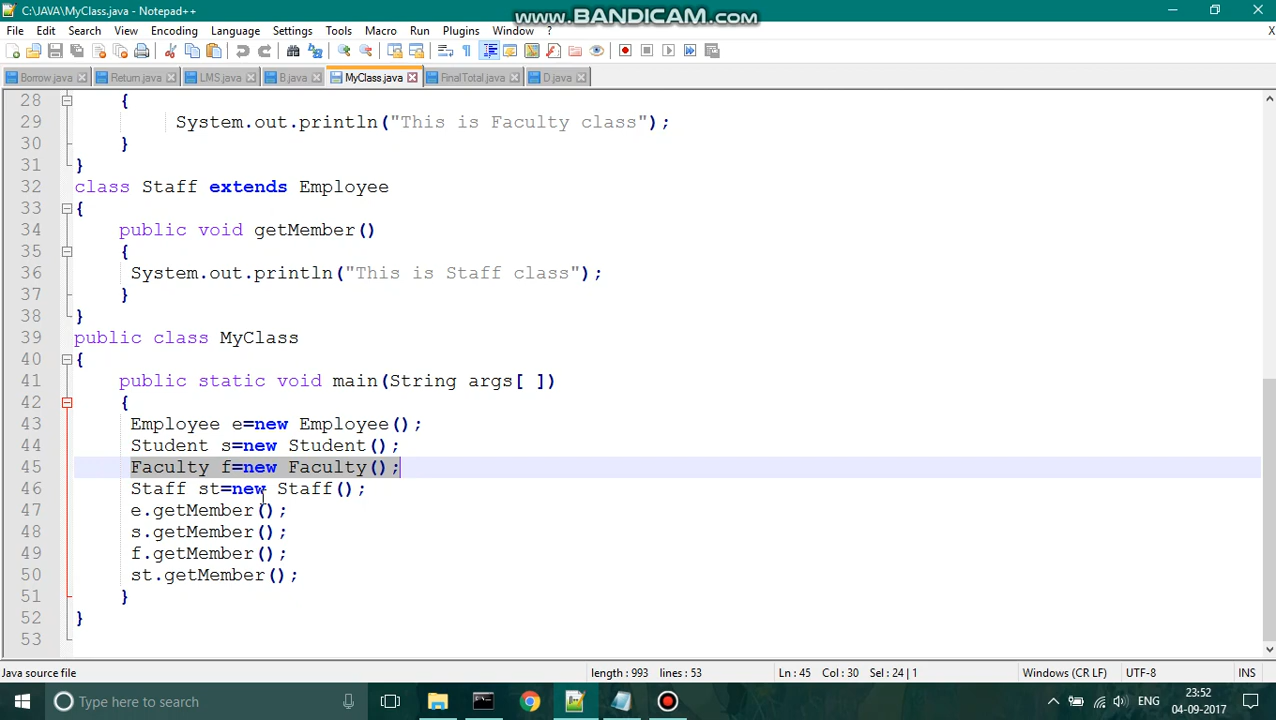 C:\JAVA\MyClass.java - Notepad++
www.BANDICAM.com
File Edit Search View Encoding Language Settings Tools Macro Run Plugins Window ? X
Borrow.java Return.java LMS.java B.java MyClass.java FinalTotal.java D.java
28 {
29 System.out.println("This is Faculty class");
30 }
31 }
32 class Staff extends Employee
33 {
34 public void getMember()
35 {
36 System.out.println("This is Staff class");
37 }
38 }
39 public class MyClass
40 {
41 public static void main(String args[ ])
42 {
43 Employee e=new Employee();
44 Student s=new Student();
45 Faculty f=new Faculty();
46 Staff st=new Staff();
47 e.getMember();
48 s.getMember();
49 f.getMember();
50 st.getMember();
51 }
52 }
53
Java source file length : 993 lines : 53 Ln : 45 Col : 30 Sel : 24 | 1 Windows (CR LF) UTF-8 INS
Type here to search ENG 23:52
04-09-2017